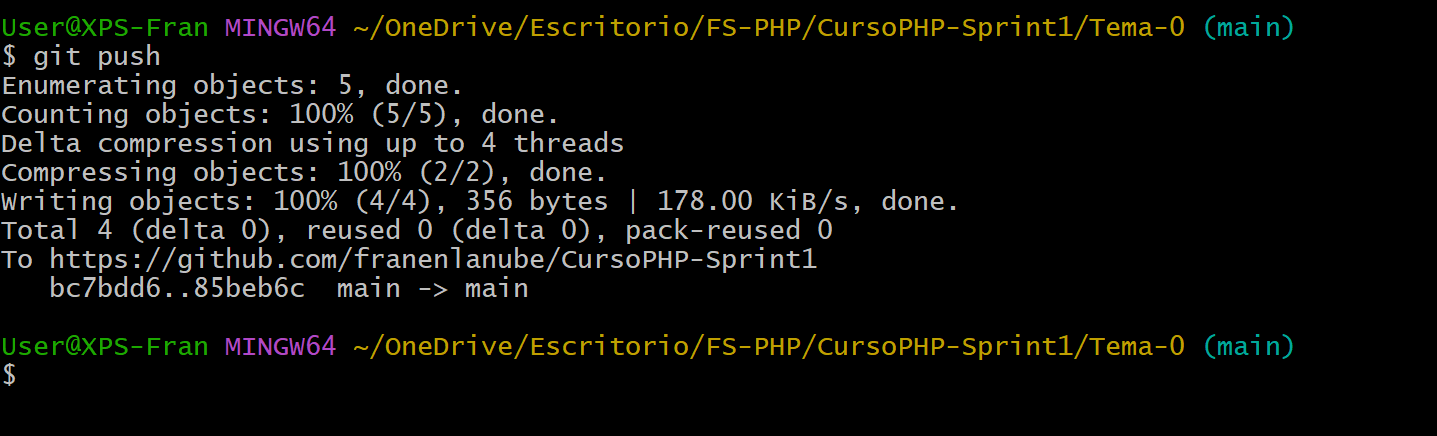 User@XPS-Fran MINGW64 ~/OneDrive/Escritorio/FS-PHP/CursoPHP-Sprint1/Tema-0 (main)
$ git push
Enumerating objects: 5, done.
Counting objects: 100% (5/5), done.
Delta compression using up to 4 threads
Compressing objects: 100% (2/2), done.
Writing objects: 100% (4/4), 356 bytes | 178.00 KiB/s, done.
Total 4 (delta 0), reused 0 (delta 0), pack-reused 0
To https://github.com/franenlanube/CursoPHP-Sprint1
   bc7bdd6..85beb6c  main -> main
User@XPS-Fran MINGW64 ~/OneDrive/Escritorio/FS-PHP/CursoPHP-Sprint1/Tema-0 (main)
$